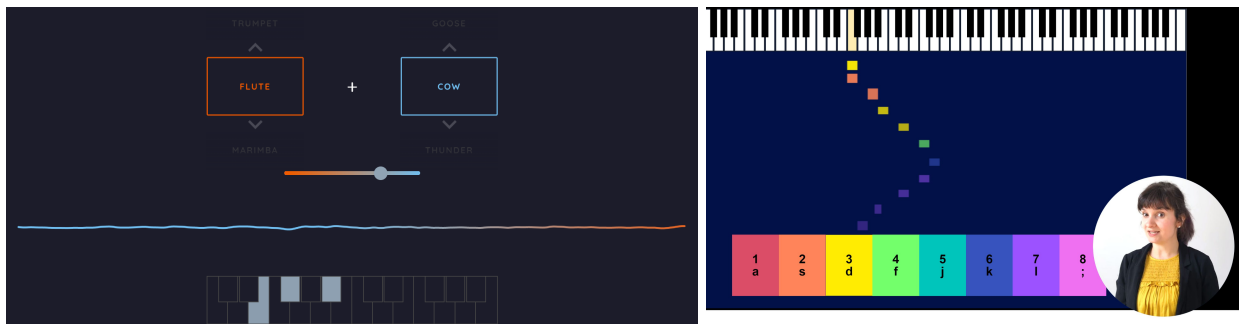 TRUMPET
GOOSE
FLUTE
+
COW
MARIMBA
THUNDER
1 2 3 4 5 6 7 8
a s d f j k l ;